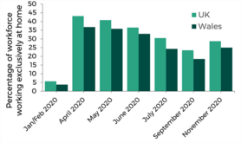 Percentage of workforce
working exclusively at home
50
45
40
35
30
25
20
15
10
5
0
UK
Wales
Jan/Feb 2020
April 2020
May 2020
June 2020
July 2020
September 2020
November 2020